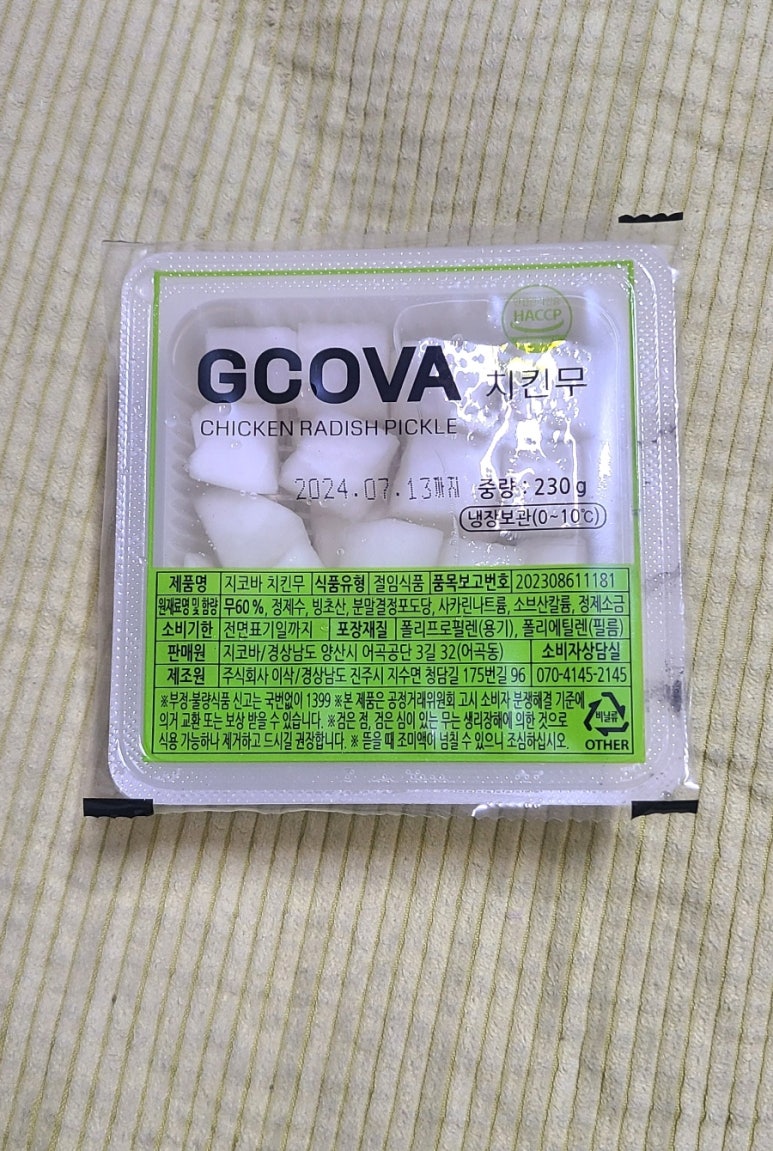 HACCP
GCOVA 치킨무
CHICKEN RADISH PICKLE
2024.07.13까지 중량 : 230 g
냉장보관(0~10℃)
제품명 지코바 치킨무 식품유형 절임식품 품목보고번호 202308611181
원재료명 및 함량 무60 %, 정제수, 빙초산, 분말결정포도당, 사카린나트륨, 소브산칼륨, 정제소금
소비기한 전면표기일까지 포장재질 폴리프로필렌(용기), 폴리에틸렌(필름)
판매원 지코바/경상남도 양산시 어곡공단 3길 32(어곡동) 소비자상담실
제조원 주식회사 이삭/경상남도 진주시 지수면 청담길 175번길 96 070-4145-2145
※부정·불량식품 신고는 국번없이 1399 ※본 제품은 공정거래위원회 고시 소비자 분쟁해결 기준에
의거 교환 또는 보상 받을 수 있습니다. ※검은 점, 검은 심이 있는 무는 생리장해에 의한 것으로
식용 가능하나 제거하고 드시길 권장합니다. ※ 뜯을 때 조미액이 넘칠 수 있으니 조심하십시오.
비닐류
OTHER